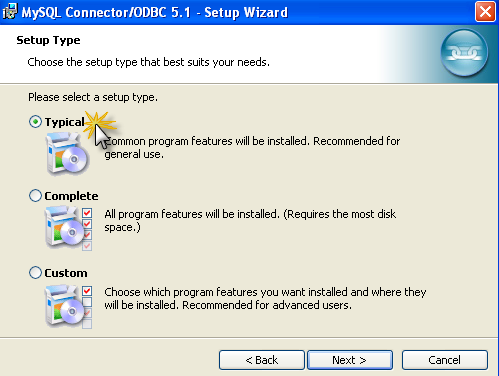 MySQL Connector/ODBC 5.1 - Setup Wizard
Setup Type
Choose the setup type that best suits your needs.
Please select a setup type.
Typical
Common program features will be installed. Recommended for
general use.
Complete
All program features will be installed. (Requires the most disk
space.)
Custom
Choose which program features you want installed and where they
will be installed. Recommended for advanced users.
< Back
Next >
Cancel